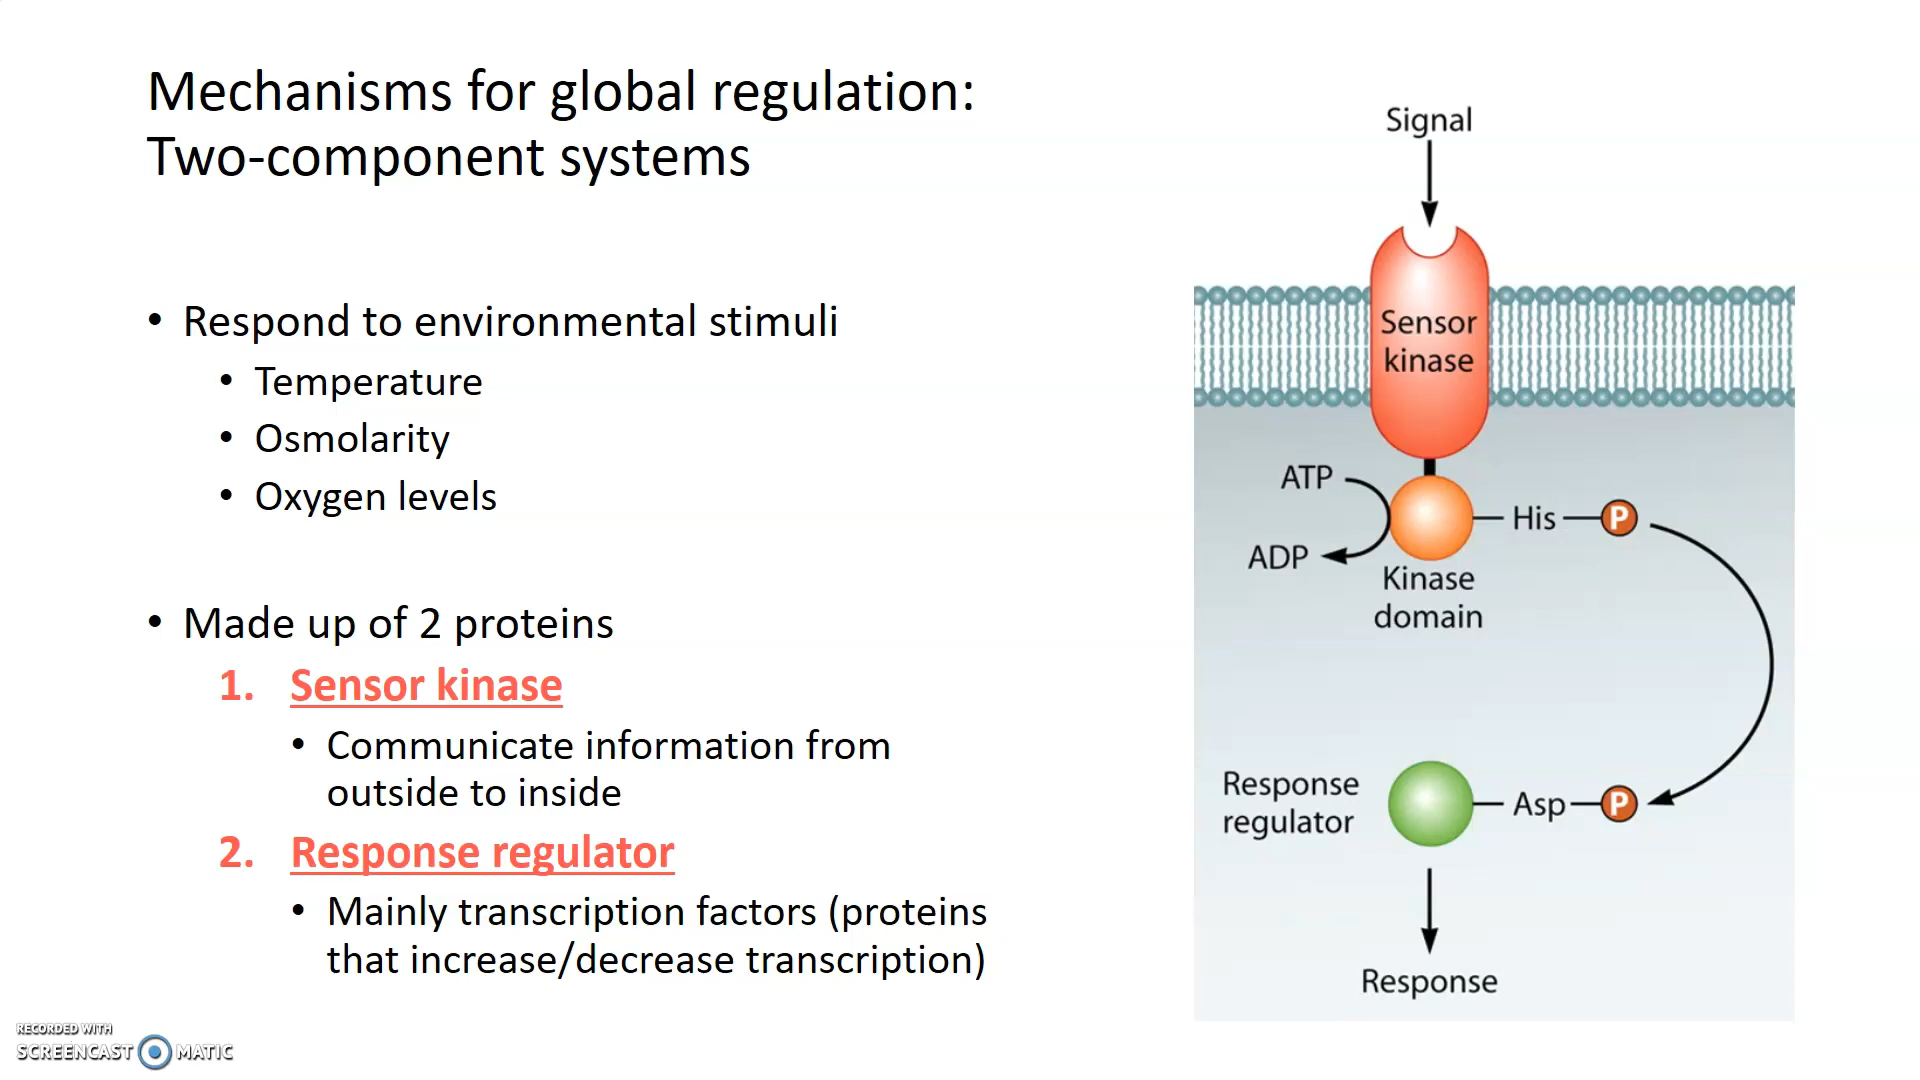 Mechanisms for global regulation:
Two-component systems
• Respond to environmental stimuli
• Temperature
• Osmolarity
• Oxygen levels
• Made up of 2 proteins
1. Sensor kinase
• Communicate information from
outside to inside
2. Response regulator
• Mainly transcription factors (proteins
that increase/decrease transcription)
Signal
Sensor
kinase
ATP
His
P
ADP
Kinase
domain
Response
regulator
Asp
P
Response
RECORDED WITH
SCREENCAST MATIC